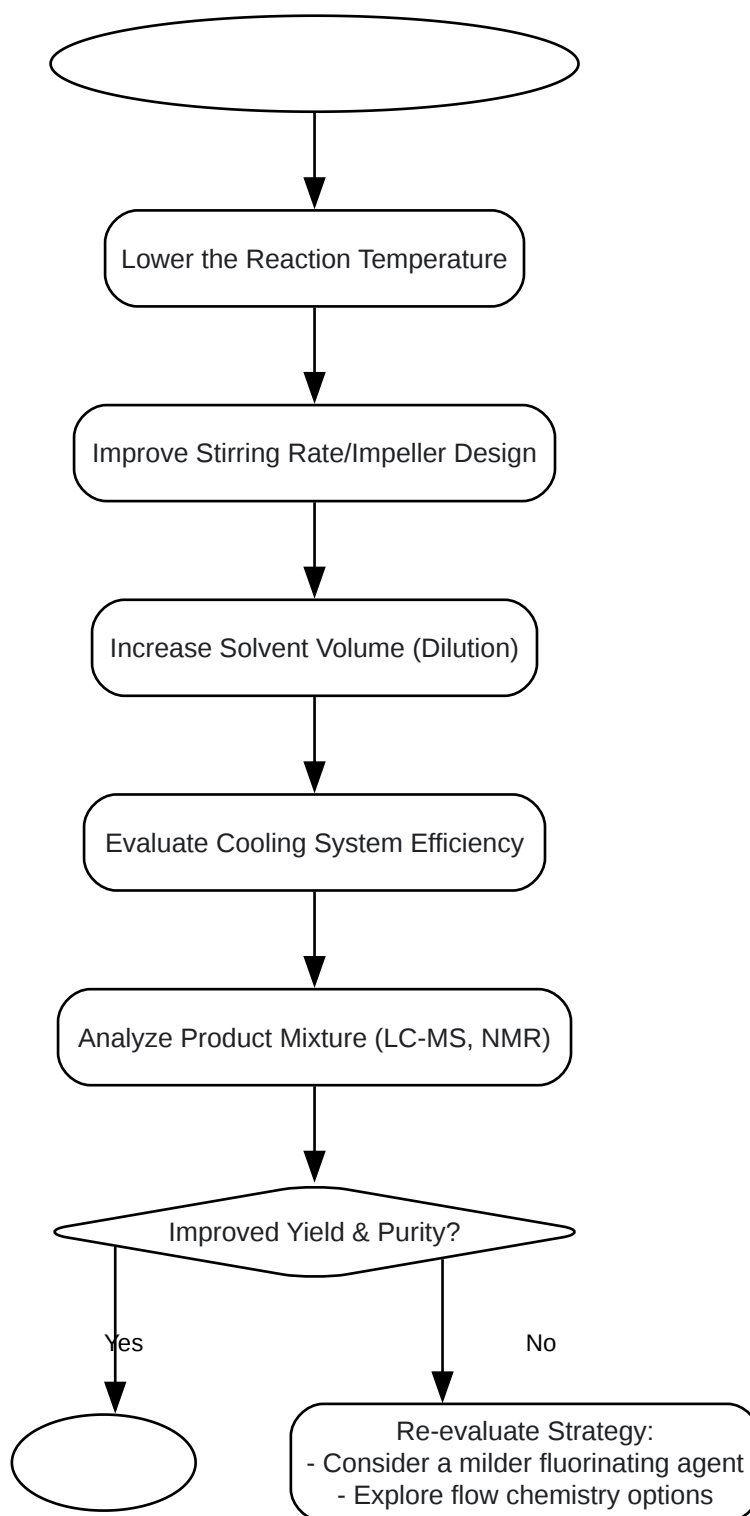 Lower the Reaction Temperature
Improve Stirring Rate/Impeller Design
Increase Solvent Volume (Dilution)
Evaluate Cooling System Efficiency
Analyze Product Mixture (LC-MS, NMR)
Improved Yield & Purity?
Yes
No
Re-evaluate Strategy:
- Consider a milder fluorinating agent
- Explore flow chemistry options